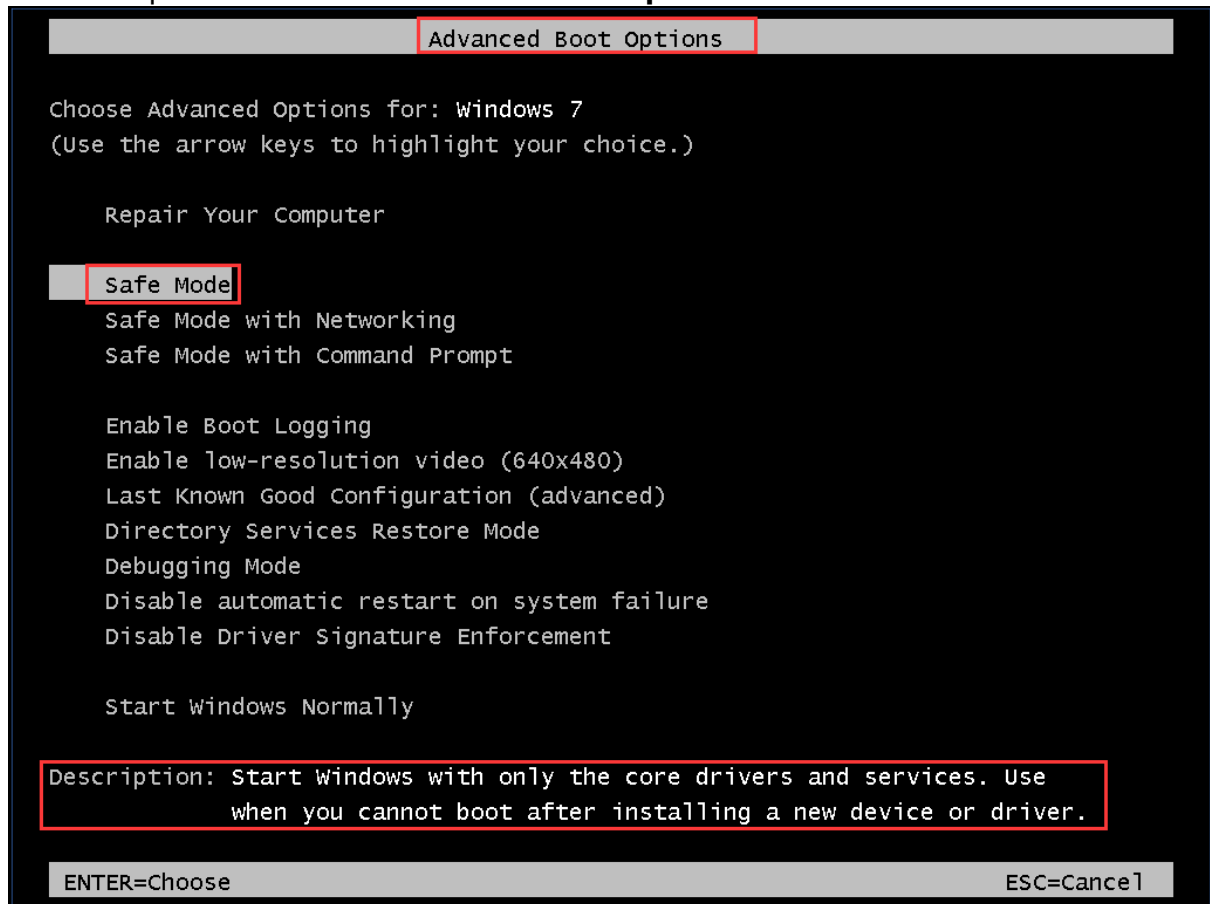 Advanced Boot Options
Choose Advanced Options for: Windows 7
(Use the arrow keys to highlight your choice.)
Repair Your Computer
Safe Mode
Safe Mode with Networking
Safe Mode with Command Prompt
Enable Boot Logging
Enable low-resolution video (640x480)
Last Known Good Configuration (advanced)
Directory Services Restore Mode
Debugging Mode
Disable automatic restart on system failure
Disable Driver Signature Enforcement
Start Windows Normally
Description: Start Windows with only the core drivers and services. Use
when you cannot boot after installing a new device or driver.
ENTER=Choose ESC=Cancel